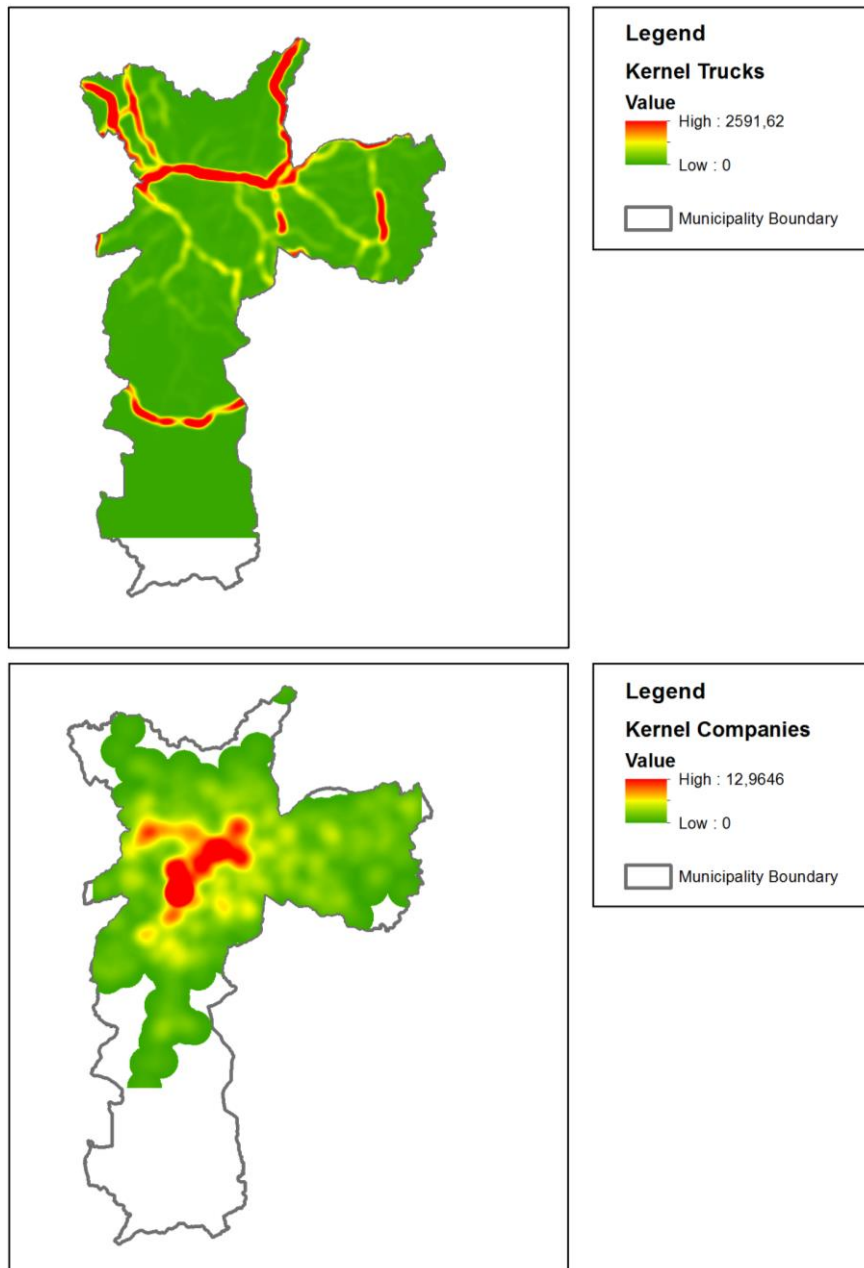 Legend
Kernel Trucks
Value
High : 2591,62
Low : 0
Municipality Boundary
Legend
Kernel Companies
Value
High : 12,9646
Low : 0
Municipality Boundary